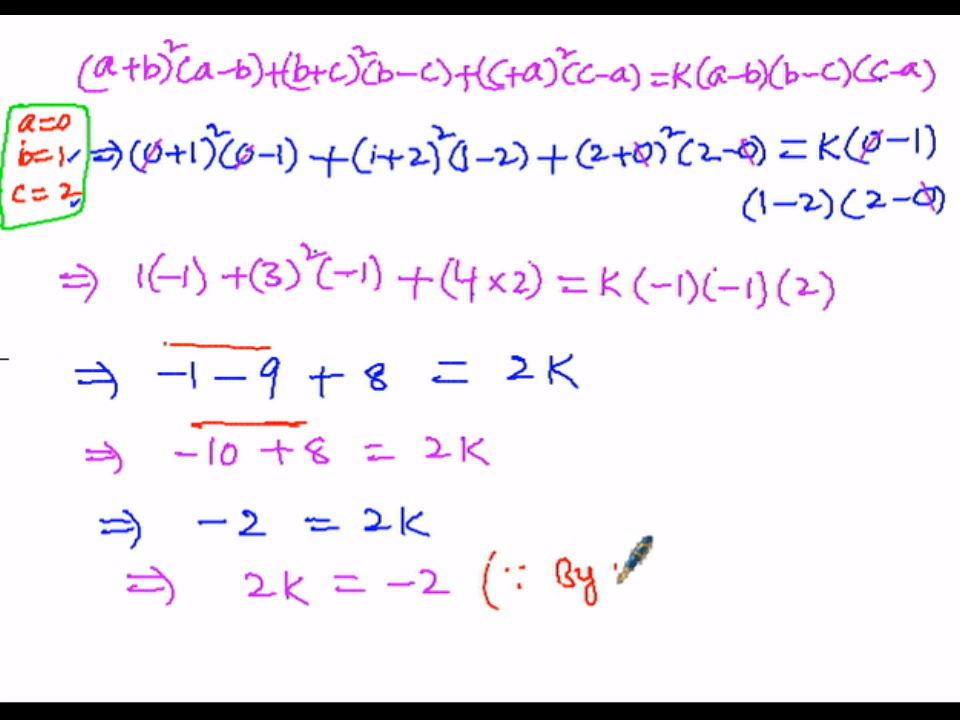 (a+b)²(a-b)+(b+c)²(b-c)+(c+a)²(c-a)=K(a-b)(b-c)(c-a)
a=0
b=1
c=2
⇒(0+1)²(0-1)+(1+2)²(1-2)+(2+0)²(2-0)=K(0-1)
(1-2)(2-0)
⇒ 1(-1)+(3)²(-1)+(4×2)=K(-1)(-1)(2)
⇒ -1-9+8=2K
⇒ -10+8=2K
⇒ -2=2K
⇒ 2K=-2 (∵ By